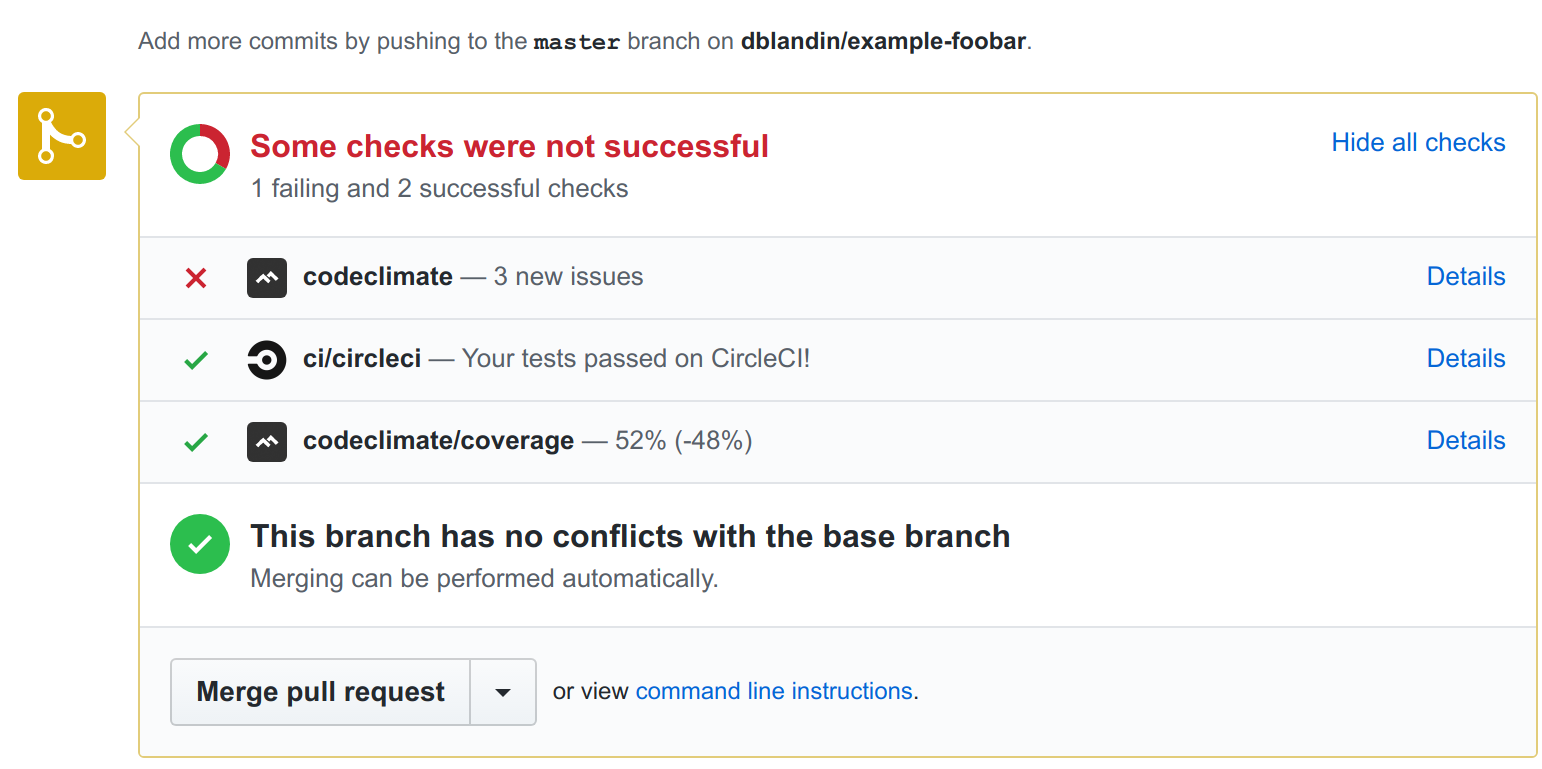 Add more commits by pushing to the master branch on dblandin/example-foobar.
Some checks were not successful
Hide all checks
1 failing and 2 successful checks
codeclimate — 3 new issues
Details
ci/circleci — Your tests passed on CircleCI!
Details
codeclimate/coverage — 52% (-48%)
Details
This branch has no conflicts with the base branch
Merging can be performed automatically.
Merge pull request
or view command line instructions.